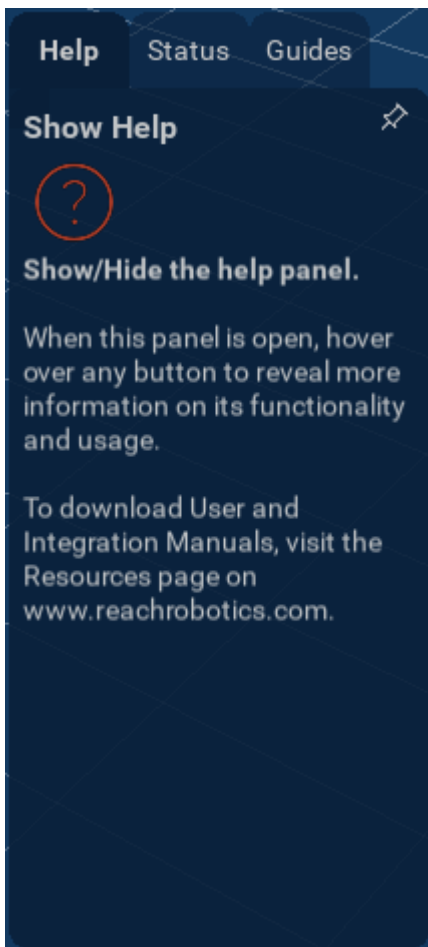 Help Status Guides
Show Help
?
Show/Hide the help panel.
When this panel is open, hover
over any button to reveal more
information on its functionality
and usage.
To download User and
Integration Manuals, visit the
Resources page on
www.reachrobotics.com.